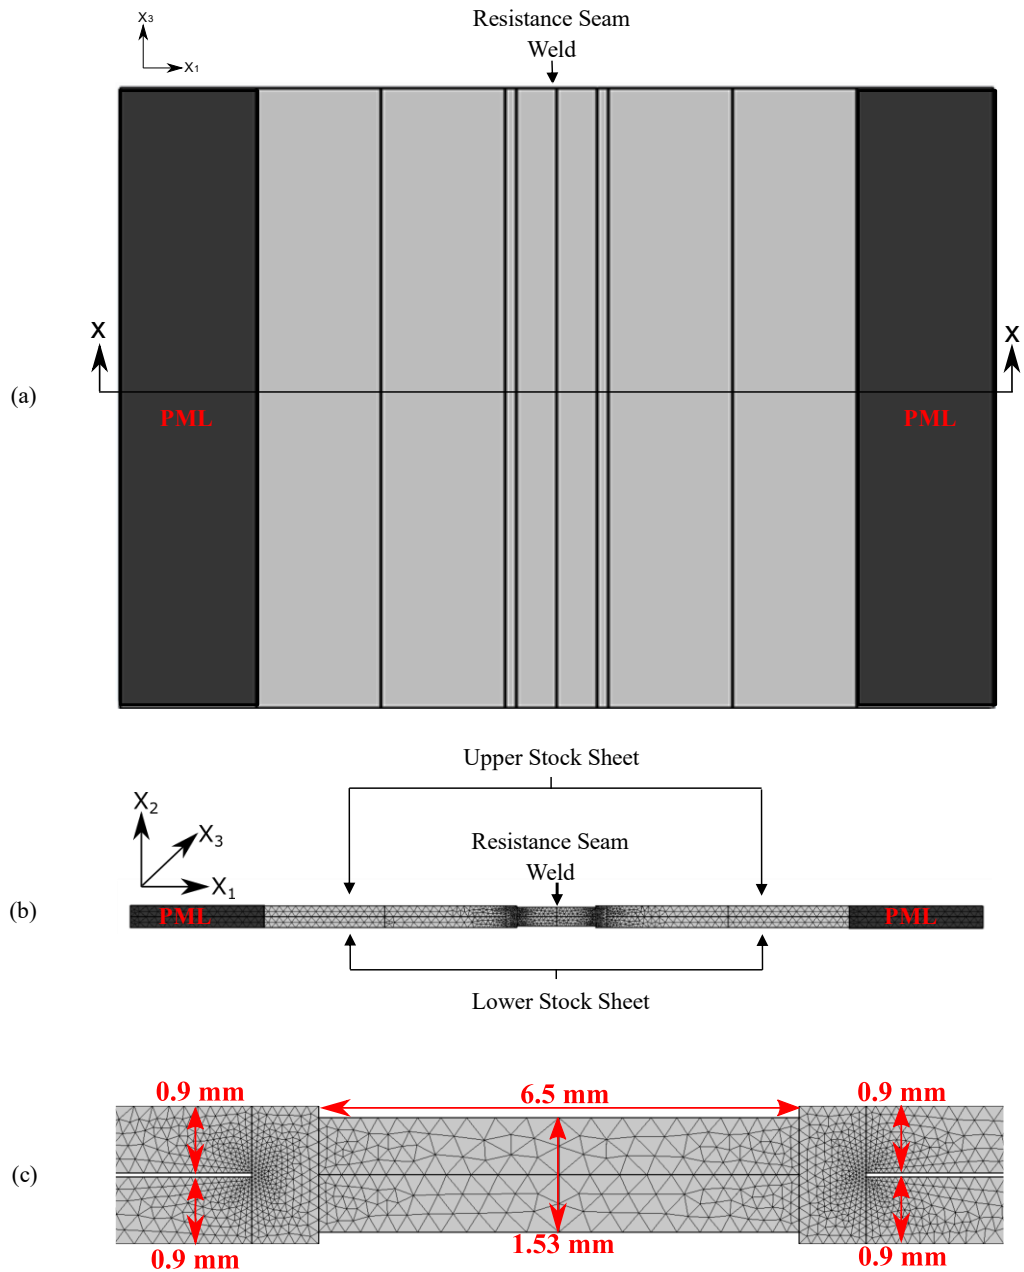 X3
X1
Resistance Seam
Weld
X
X
(a)
PML
PML
Upper Stock Sheet
X2
X3
X1
Resistance Seam
Weld
(b)
PML
PML
Lower Stock Sheet
0.9 mm
6.5 mm
0.9 mm
(c)
0.9 mm
1.53 mm
0.9 mm